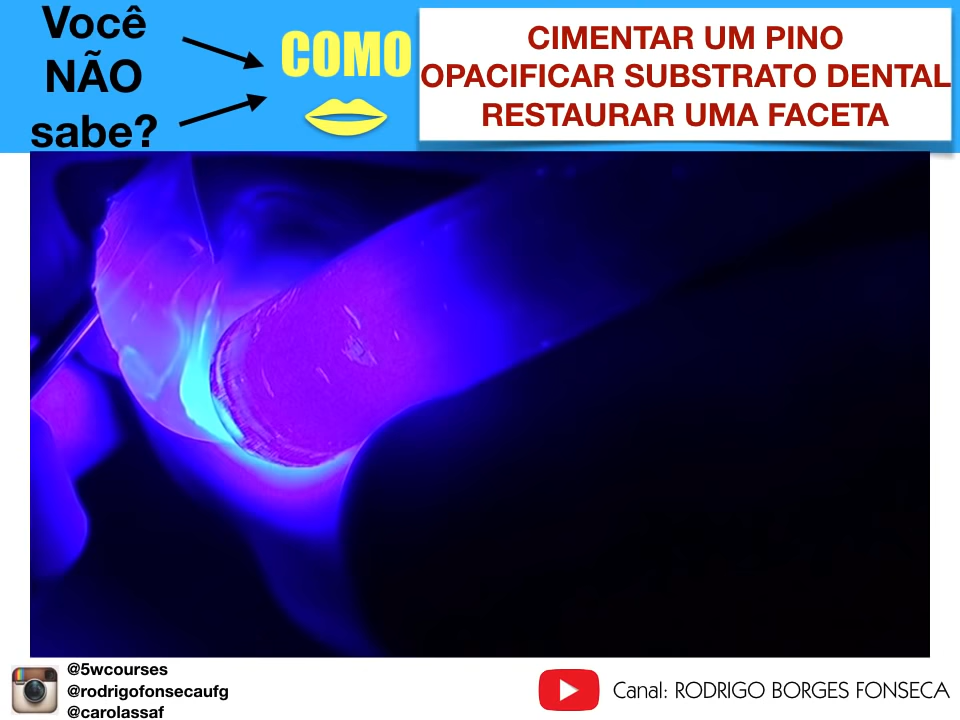 Você
NÃO
sabe?
COMO
CIMENTAR UM PINO
OPACIFICAR SUBSTRATO DENTAL
RESTAURAR UMA FACETA
@5wcourses
@rodrigofonsecaufg
@carolassaf
Canal: RODRIGO BORGES FONSECA